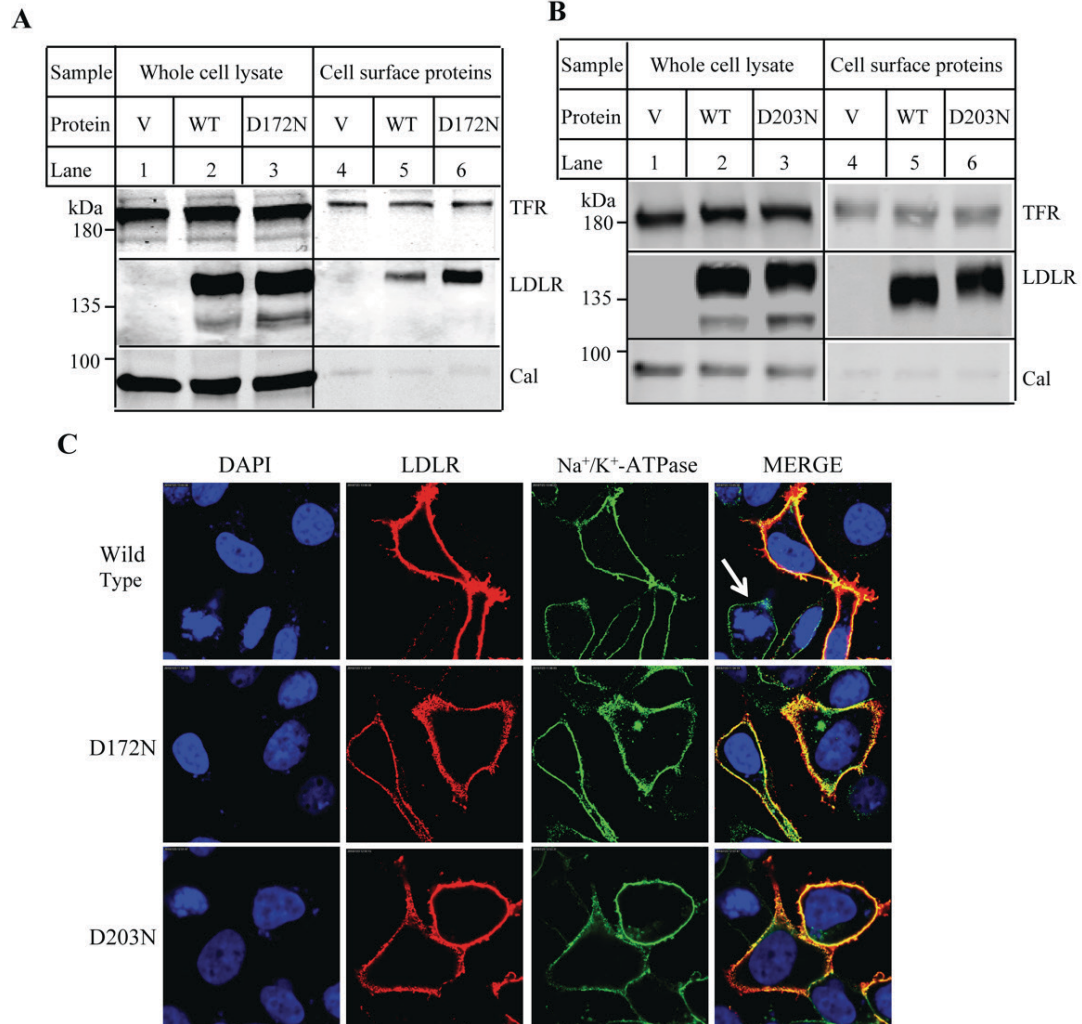 A
Sample Whole cell lysate Cell surface proteins
Protein V WT D172N V WT D172N
Lane 1 2 3 4 5 6
kDa
TFR
180
LDLR
135
100
Cal
B
Sample Whole cell lysate Cell surface proteins
Protein V WT D203N V WT D203N
Lane 1 2 3 4 5 6
kDa
TFR
180
LDLR
135
100
Cal
C
DAPI LDLR Na⁺/K⁺-ATPase MERGE
Wild
Type
D172N
D203N